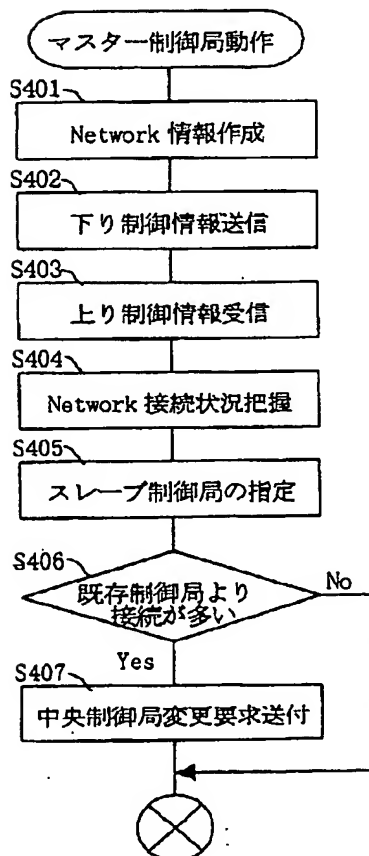 マスター制御局動作
S401
Network 情報作成
S402
下り制御情報送信
S403
上り制御情報受信
S404
Network 接続状況把握
S405
スレーブ制御局の指定
S406
既存制御局より
接続が多い
No
Yes
S407
中央制御局変更要求送付